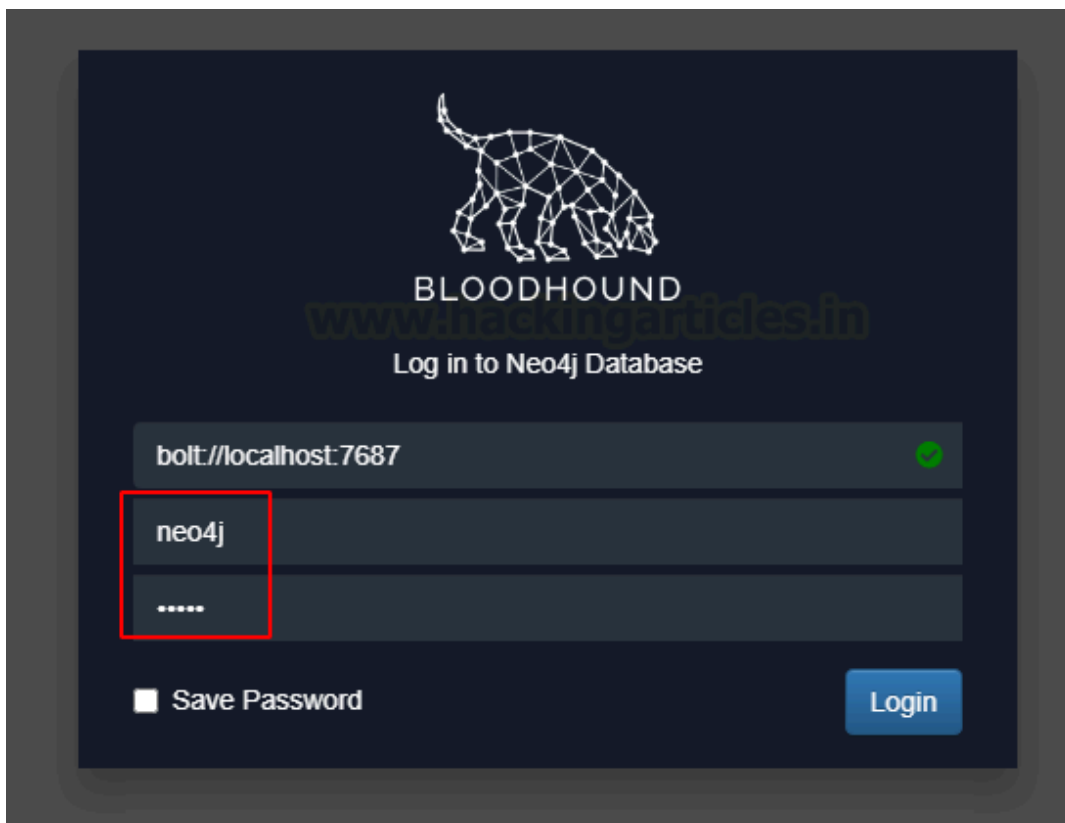 BLOODHOUND
www.hackingarticles.in
Log in to Neo4j Database
bolt://localhost:7687
neo4j
•••••
Save Password
Login